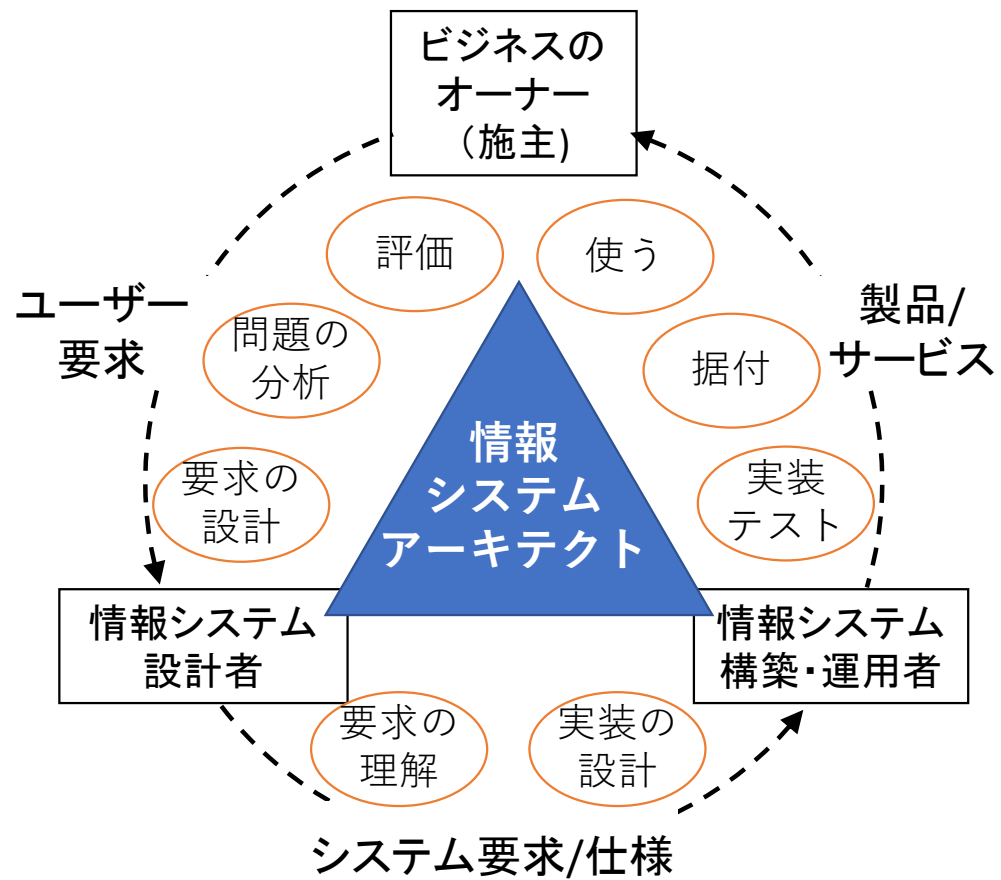 ビジネスの
オーナー
（施主)
評価
使う
ユーザー
要求
問題の
分析
据付
製品/
サービス
要求の
設計
情報
システム
アーキテクト
実装
テスト
情報システム
設計者
情報システム
構築・運用者
要求の
理解
実装の
設計
システム要求/仕様